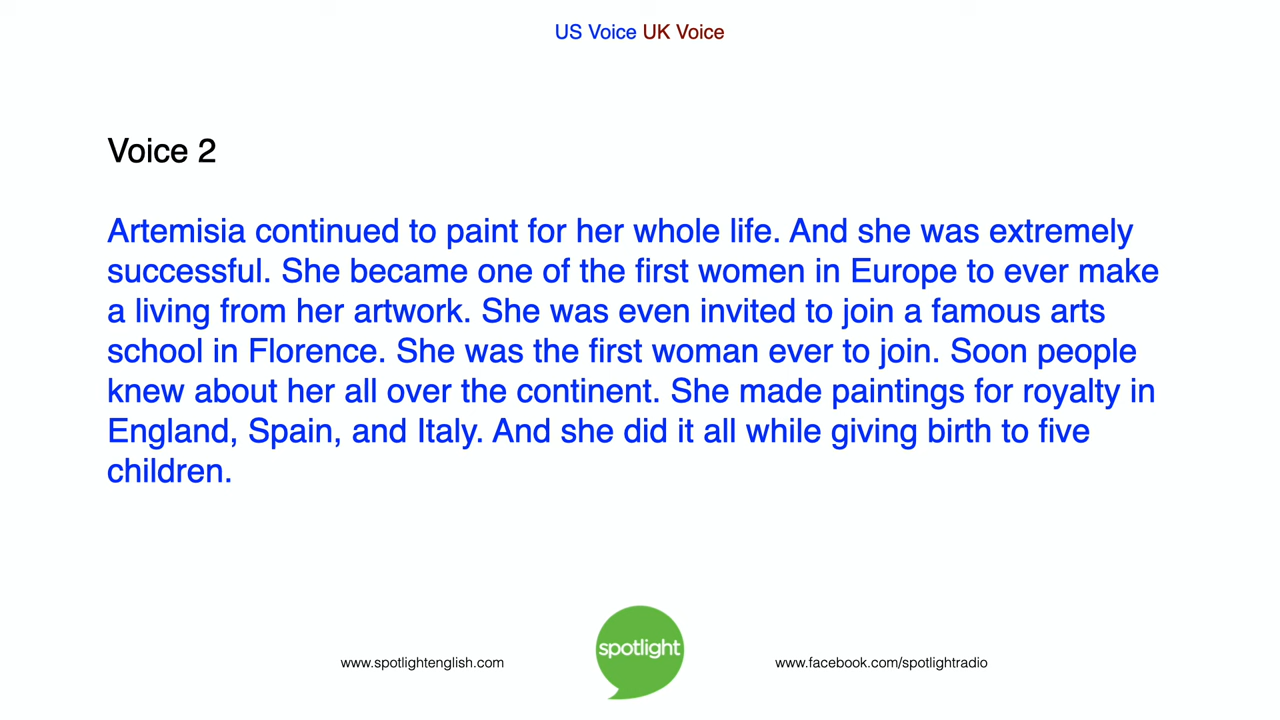 US Voice UK Voice
Voice 2
Artemisia continued to paint for her whole life. And she was extremely
successful. She became one of the first women in Europe to ever make
a living from her artwork. She was even invited to join a famous arts
school in Florence. She was the first woman ever to join. Soon people
knew about her all over the continent. She made paintings for royalty in
England, Spain, and Italy. And she did it all while giving birth to five
children.
www.spotlightenglish.com
spotlight
www.facebook.com/spotlightradio